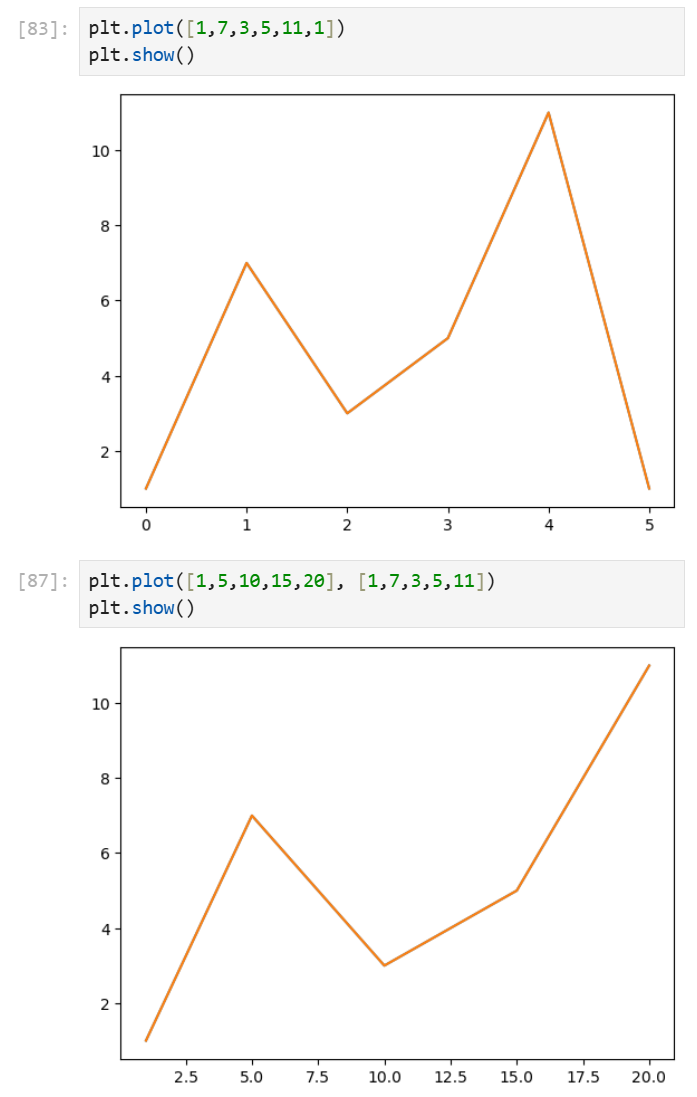 [83]: plt.plot([1,7,3,5,11,1])
plt.show()
10
8
6
4
2
0 1 2 3 4 5
[87]: plt.plot([1,5,10,15,20], [1,7,3,5,11])
plt.show()
10
8
6
4
2
2.5 5.0 7.5 10.0 12.5 15.0 17.5 20.0